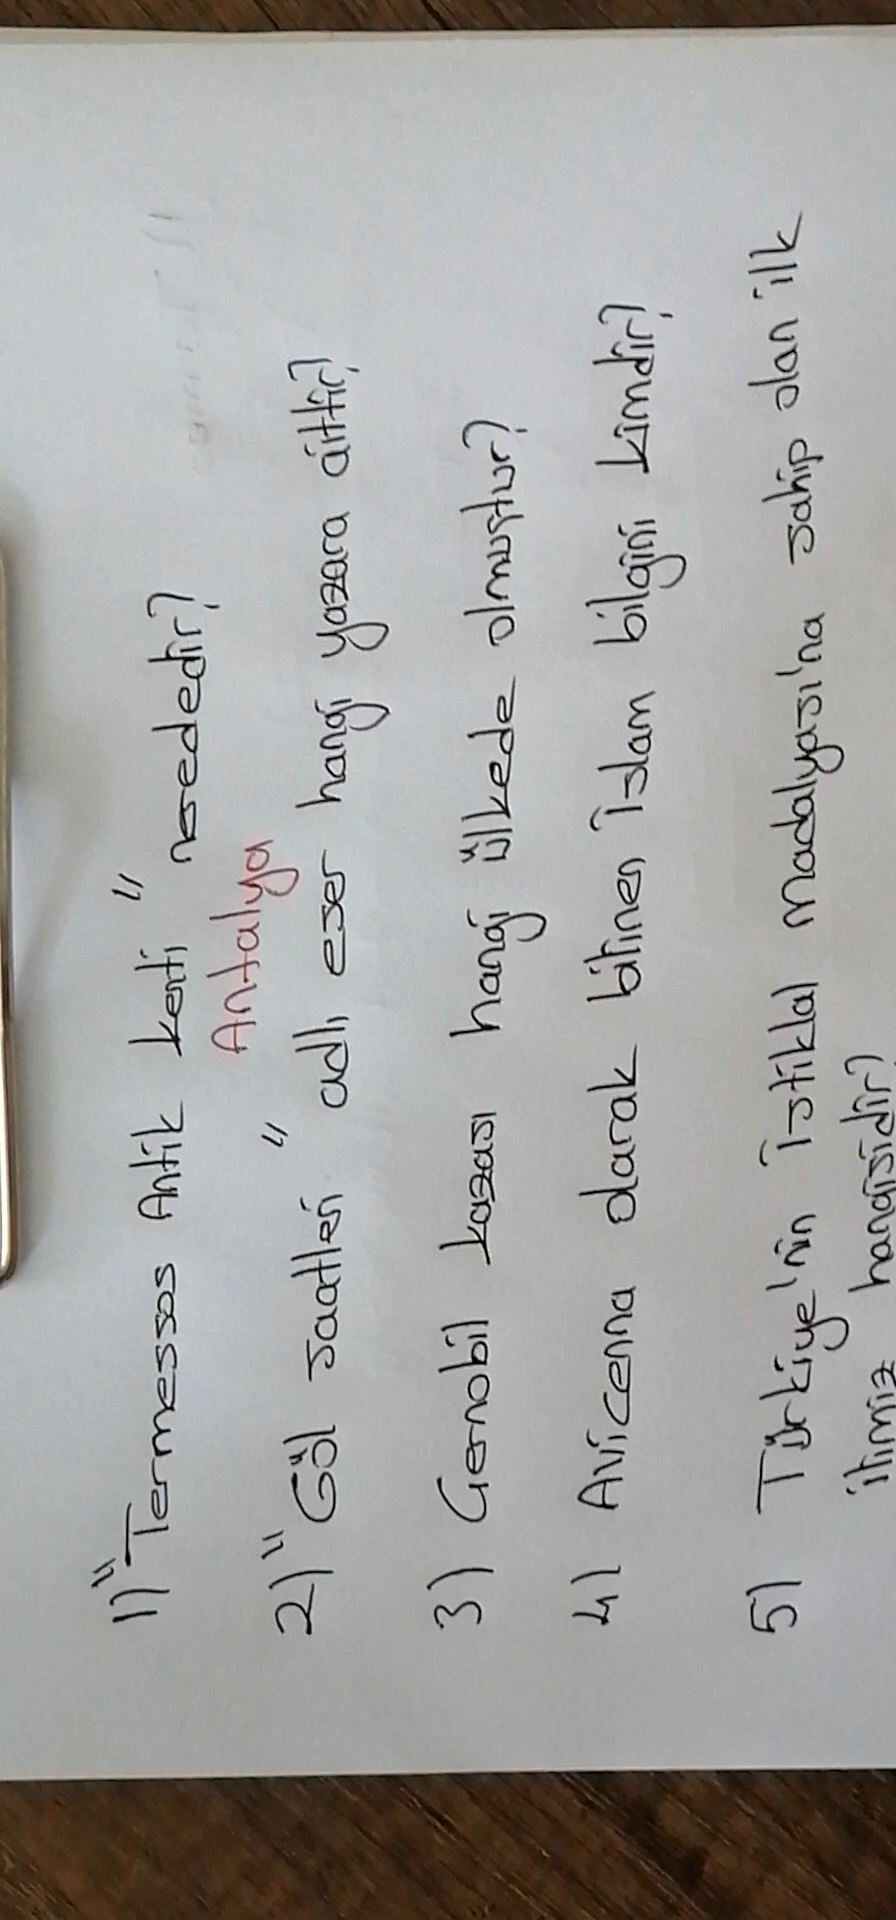 1) "Termessos Antik kenti" nerededir?
Antalya
2) "Göl saatleri" adlı eser hangi yazara aittir?
3) Çernobil kazası hangi ülkede olmuştur?
4) Avicenna olarak bilinen İslam bilgini kimdir?
5) Türkiye'nin İstiklal madalyası'na sahip olan ilk
ilimiz hangisidir?